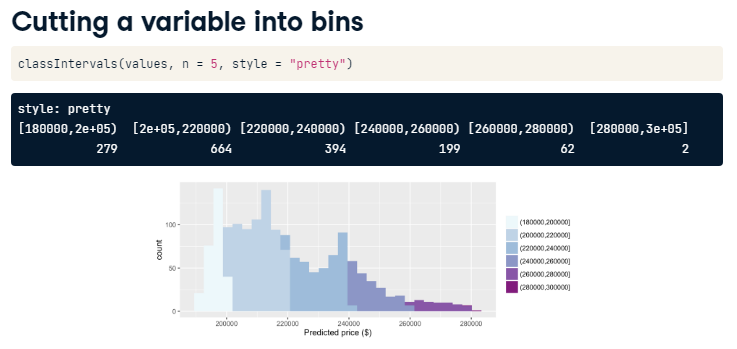 Cutting a variable into bins
classIntervals(values, n = 5, style = "pretty")
style: pretty
[180000,2e+05) [2e+05,220000) [220000,240000) [240000,260000) [260000,280000) [280000,3e+05]
279 664 394 199 62 2
100
50
0
count
200000 220000 240000 260000 280000
Predicted price ($)
(180000,200000]
(200000,220000]
(220000,240000]
(240000,260000]
(260000,280000]
(280000,300000]